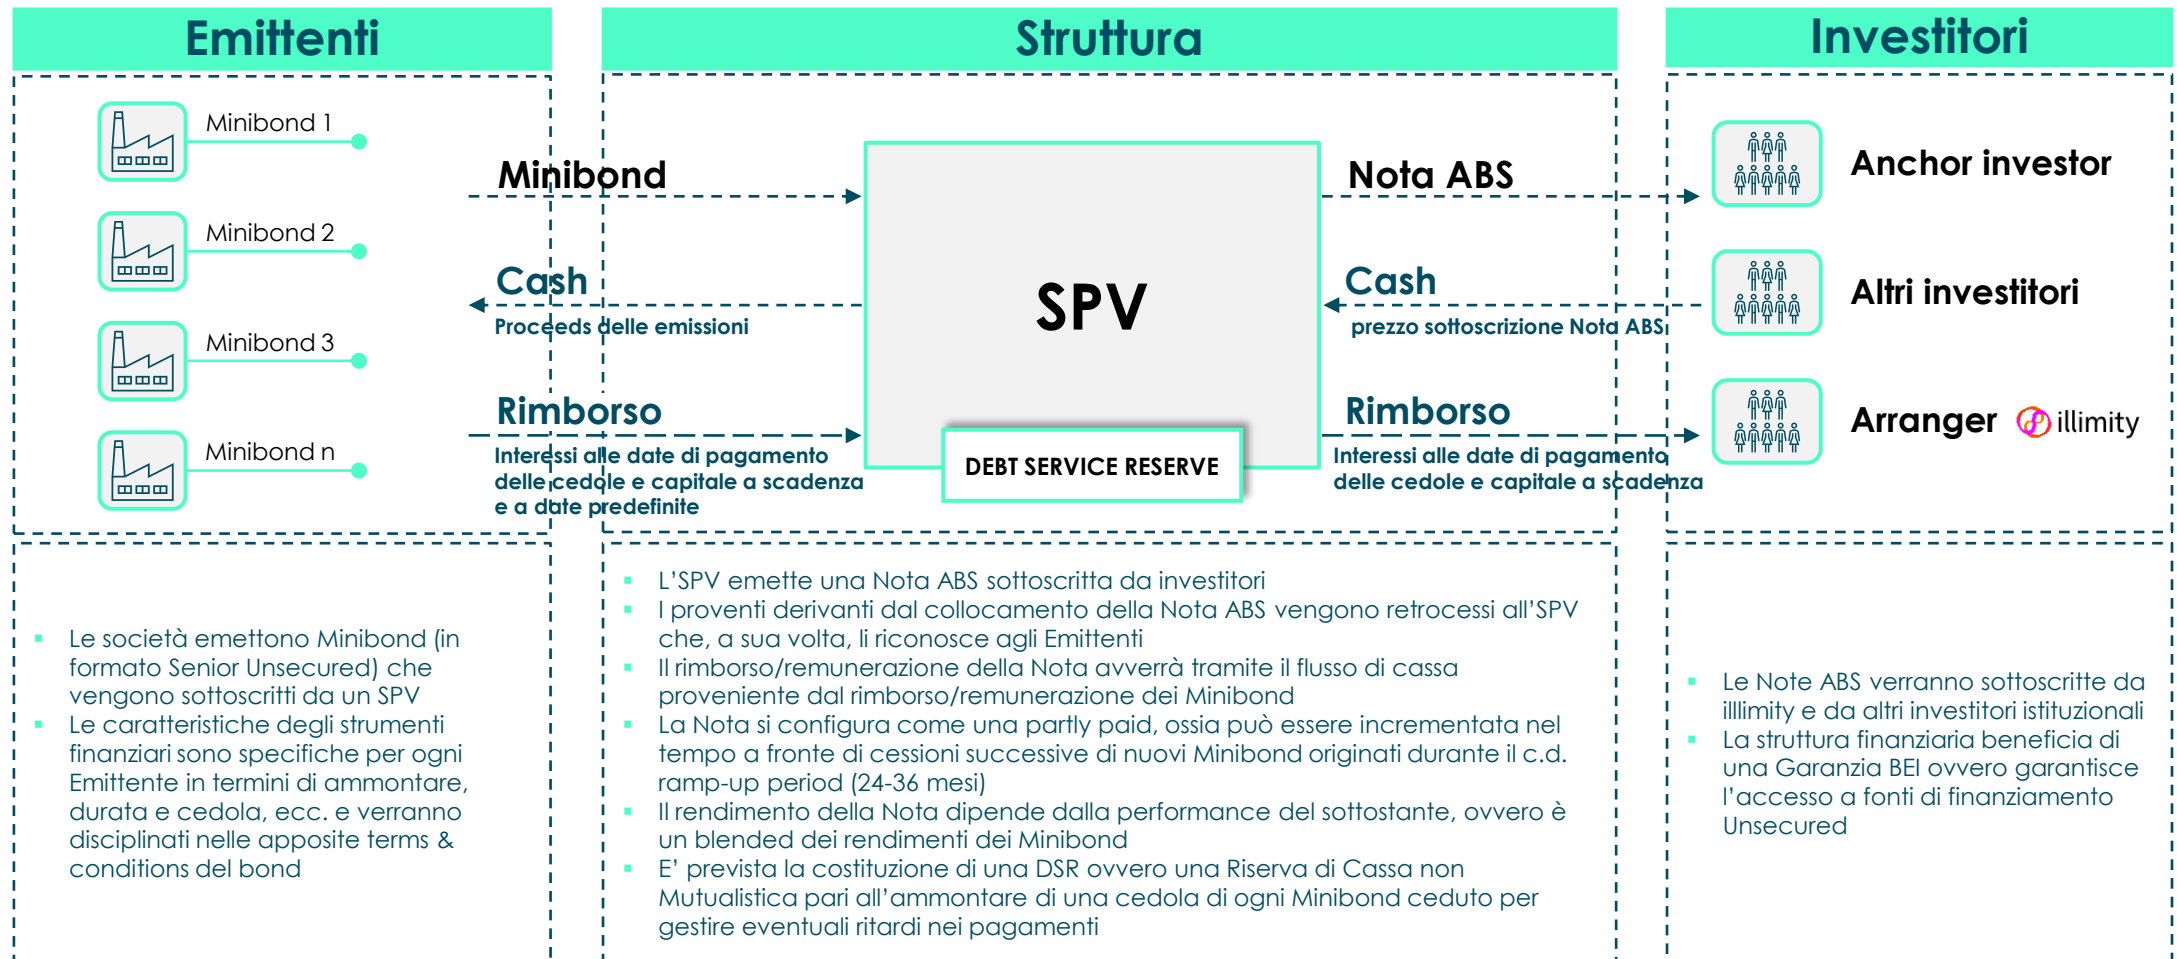 Emittenti
Minibond 1
Minibond 2
Minibond 3
Minibond n
Struttura
Minibond
Cash
Proceeds delle emissioni
Rimborso
Interessi alle date di pagamento
delle cedole e capitale a scadenza
e a date predefinite
SPV
DEBT SERVICE RESERVE
Nota ABS
Cash
prezzo sottoscrizione Nota ABS
Rimborso
Interessi alle date di pagamento
delle cedole e capitale a scadenza
Investitori
Anchor investor
Altri investitori
Arranger illimity
▪ Le società emettono Minibond (in
formato Senior Unsecured) che
vengono sottoscritti da un SPV
▪ Le caratteristiche degli strumenti
finanziari sono specifiche per ogni
Emittente in termini di ammontare,
durata e cedola, ecc. e verranno
disciplinati nelle apposite terms &
conditions del bond
▪ L'SPV emette una Nota ABS sottoscritta da investitori
▪ I proventi derivanti dal collocamento della Nota ABS vengono retrocessi all'SPV
che, a sua volta, li riconosce agli Emittenti
▪ Il rimborso/remunerazione della Nota avverrà tramite il flusso di cassa
proveniente dal rimborso/remunerazione dei Minibond
▪ La Nota si configura come una partly paid, ossia può essere incrementata nel
tempo a fronte di cessioni successive di nuovi Minibond originati durante il c.d.
ramp-up period (24-36 mesi)
▪ Il rendimento della Nota dipende dalla performance del sottostante, ovvero è
un blended dei rendimenti dei Minibond
▪ E' prevista la costituzione di una DSR ovvero una Riserva di Cassa non
Mutualistica pari all'ammontare di una cedola di ogni Minibond ceduto per
gestire eventuali ritardi nei pagamenti
▪ Le Note ABS verranno sottoscritte da
illlimity e da altri investitori istituzionali
▪ La struttura finanziaria beneficia di
una Garanzia BEI ovvero garantisce
l'accesso a fonti di finanziamento
Unsecured